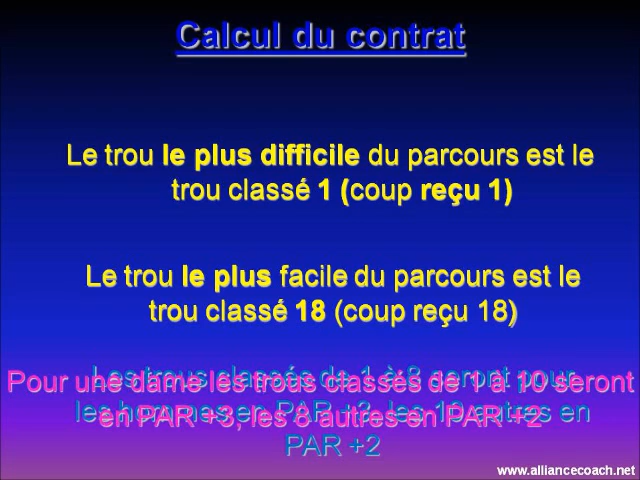 Calcul du contrat
Le trou le plus difficile du parcours est le
trou classé 1 (coup reçu 1)
Le trou le plus facile du parcours est le
trou classé 18 (coup reçu 18)
Pour une dame les trous classés de 1 à 10 seront
en PAR +3, les 8 autres en PAR +2
Les trous classés de 1 à 8 seront pour
les hommes en PAR +3, les 10 autres en
PAR +2
www.alliancecoach.net